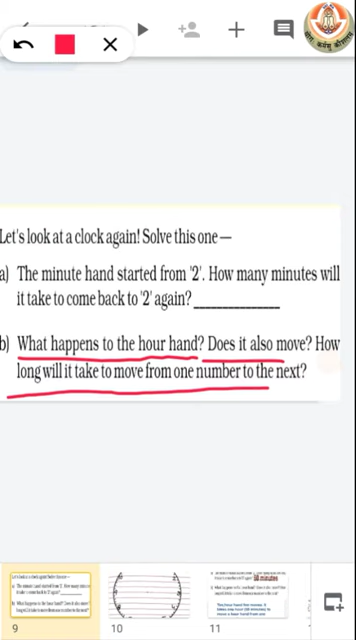 Let's look at a clock again! Solve this one —
a) The minute hand started from '2'. How many minutes will
it take to come back to '2' again? ______________
b) What happens to the hour hand? Does it also move? How
long will it take to move from one number to the next?
9
10
11